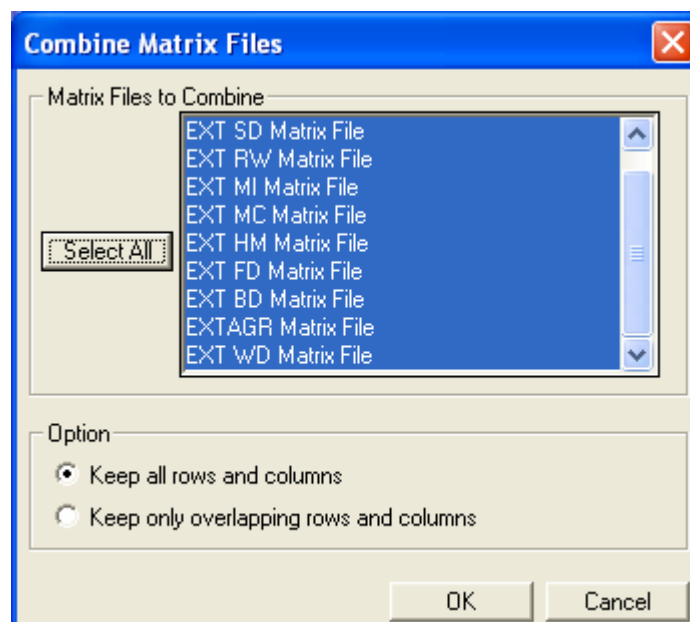 Combine Matrix Files
Matrix Files to Combine
EXT SD Matrix File
EXT RW Matrix File
EXT MI Matrix File
EXT MC Matrix File
Select All
EXT HM Matrix File
EXT FD Matrix File
EXT BD Matrix File
EXTAGR Matrix File
EXT WD Matrix File
Option
Keep all rows and columns
Keep only overlapping rows and columns
OK
Cancel